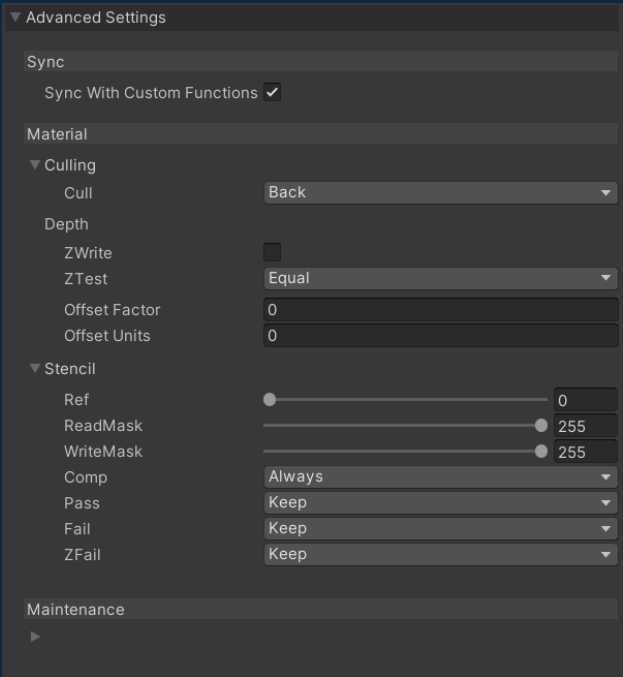 Advanced Settings
Sync
Sync With Custom Functions
Material
Culling
Cull Back
Depth
ZWrite
ZTest Equal
Offset Factor 0
Offset Units 0
Stencil
Ref 0
ReadMask 255
WriteMask 255
Comp Always
Pass Keep
Fail Keep
ZFail Keep
Maintenance